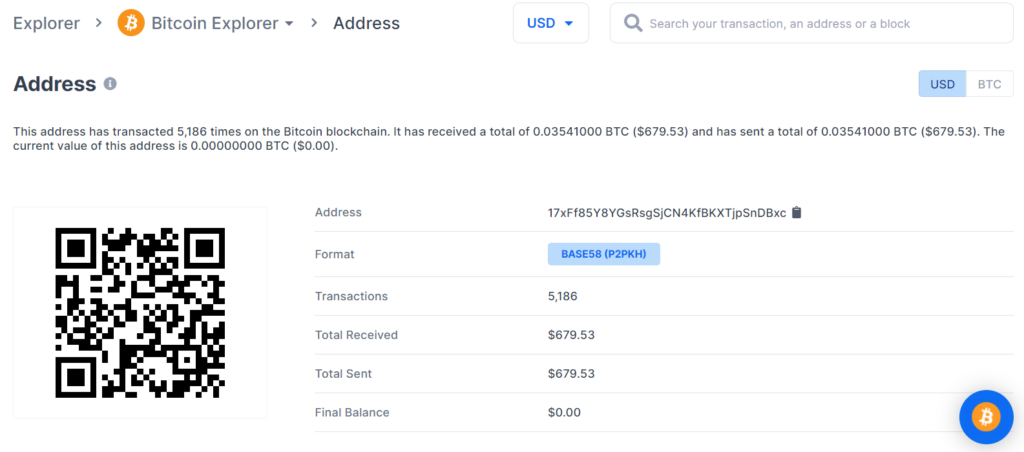 Explorer > Bitcoin Explorer > Address USD Search your transaction, an address or a block
Address USD BTC
This address has transacted 5,186 times on the Bitcoin blockchain. It has received a total of 0.03541000 BTC ($679.53) and has sent a total of 0.03541000 BTC ($679.53). The
current value of this address is 0.00000000 BTC ($0.00).
Address 17xFf85Y8YGsRsgSjCN4KfBKXTjpSnDBxc
Format BASE58 (P2PKH)
Transactions 5,186
Total Received $679.53
Total Sent $679.53
Final Balance $0.00